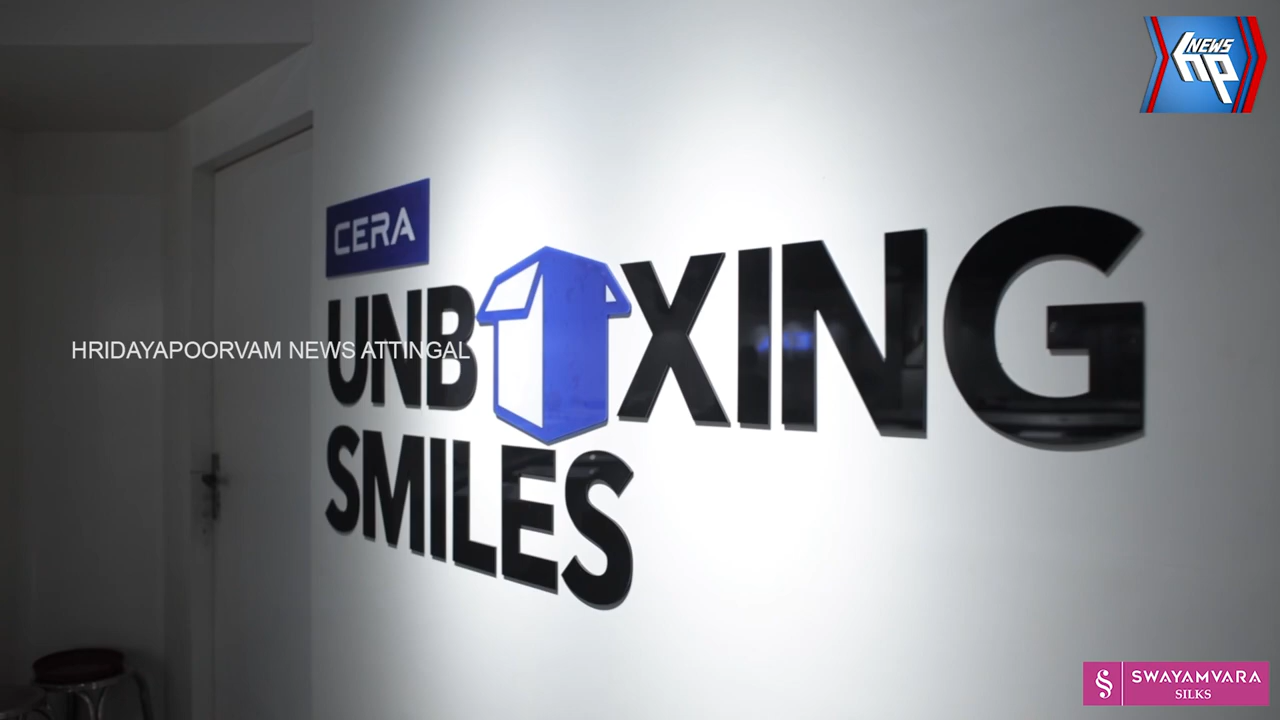 NEWS
hp
CERA
UNBOXING
HRIDAYAPOORVAM NEWS ATTINGAL
SMILES
SWAYAMVARA
SILKS